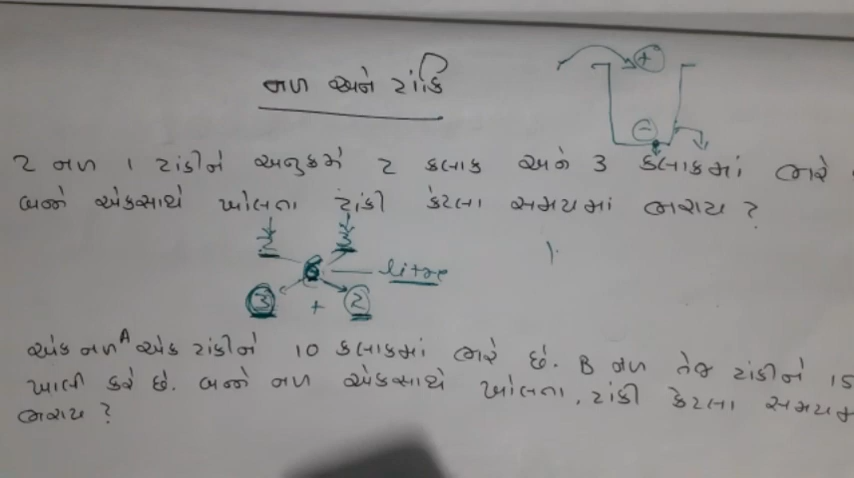 નળ અને ટાંકિ
+
-
2 નળ 1 ટાંકીને અનુક્રમે 2 કલાક અને 3 કલાકમાં ભરે
બન્ને એકસાથે ખોલતા ટાંકી કેટલા સમયમાં ભરાય ?
2 3
6 litre
3 + 2
એક નળ A એક ટાંકીને 10 કલાકમાં ભરે છે. B નળ તેજ ટાંકીને 15
ખાલી કરે છે. બન્ને નળ એકસાથે ખોલતા, ટાંકી કેટલા
ભરાય ?